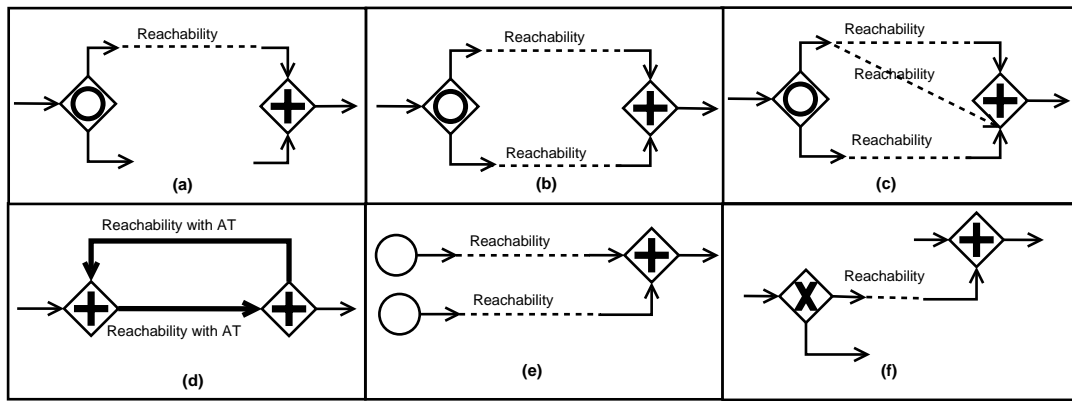 Reachability
(a)
Reachability
Reachability
(b)
Reachability
Reachability
Reachability
(c)
Reachability with AT
Reachability with AT
(d)
Reachability
Reachability
(e)
Reachability
X
(f)